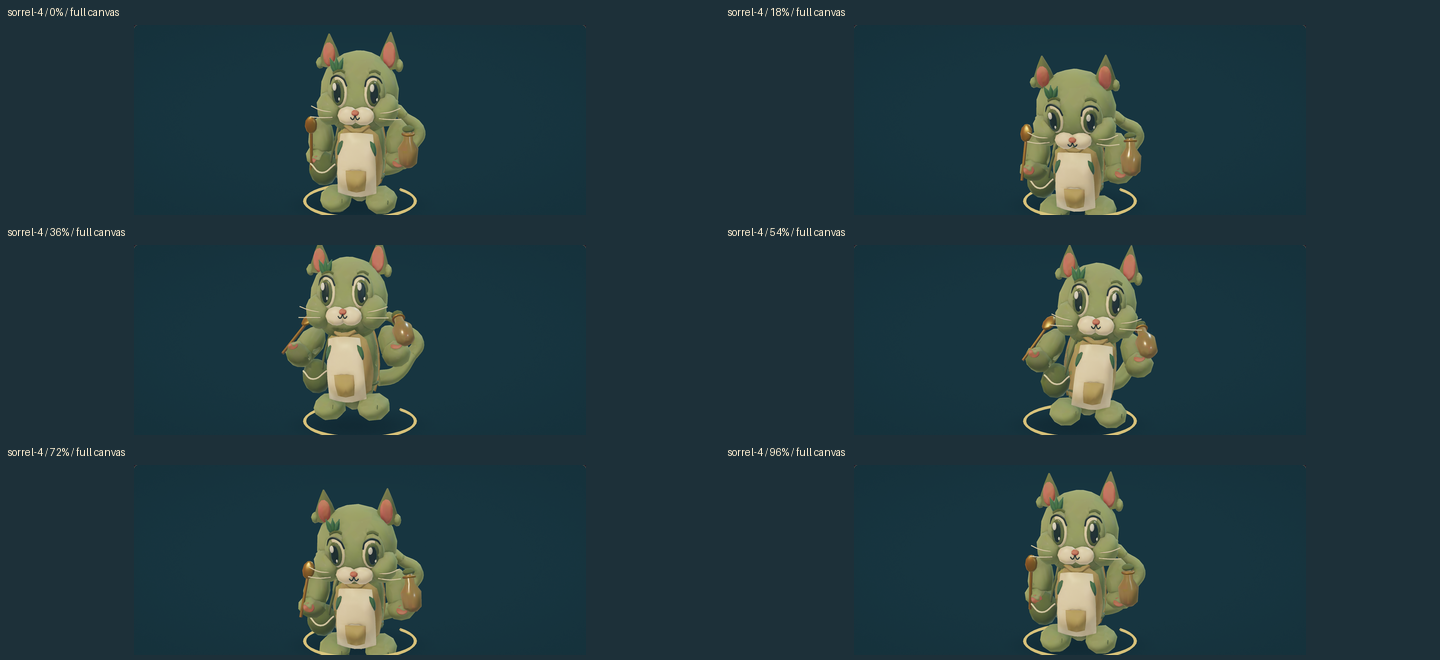 sorrel-4 / 0% / full canvas
sorrel-4 / 18% / full canvas
sorrel-4 / 36% / full canvas
sorrel-4 / 54% / full canvas
sorrel-4 / 72% / full canvas
sorrel-4 / 96% / full canvas